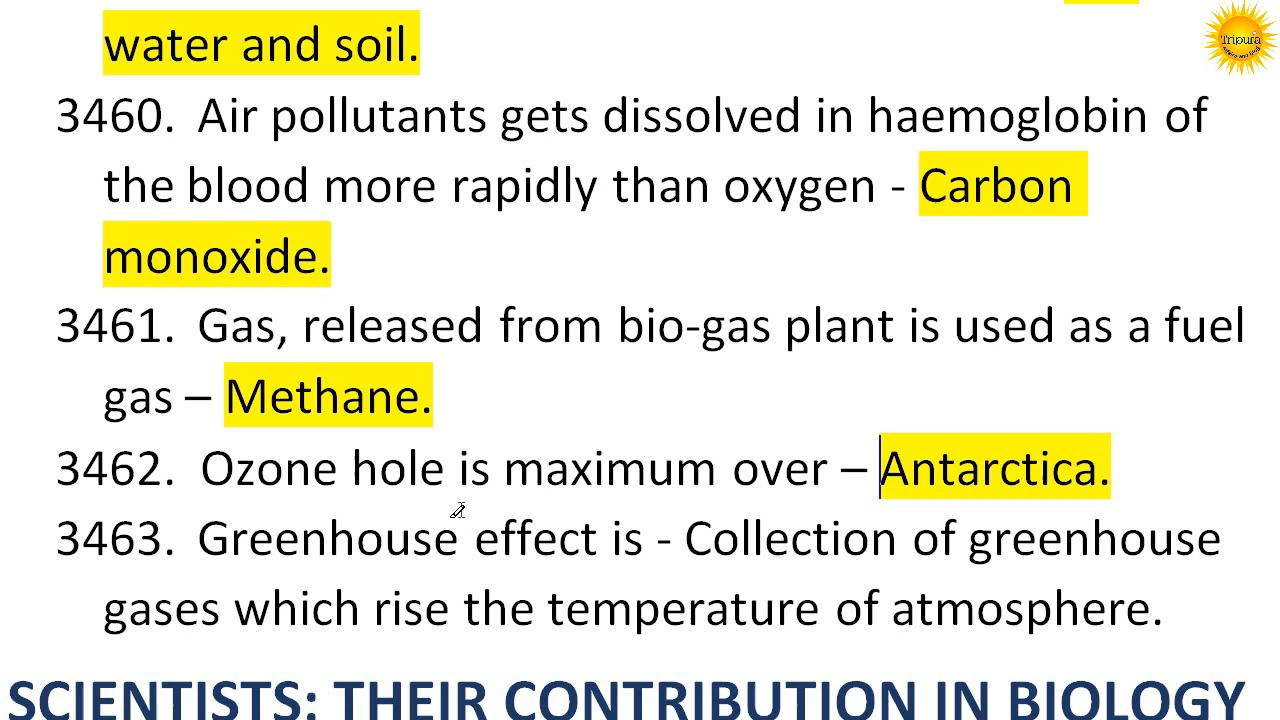 Tripura
water and soil.
3460. Air pollutants gets dissolved in haemoglobin of
the blood more rapidly than oxygen - Carbon
monoxide.
3461. Gas, released from bio-gas plant is used as a fuel
gas – Methane.
3462. Ozone hole is maximum over – Antarctica.
3463. Greenhouse effect is - Collection of greenhouse
gases which rise the temperature of atmosphere.
SCIENTISTS: THEIR CONTRIBUTION IN BIOLOGY